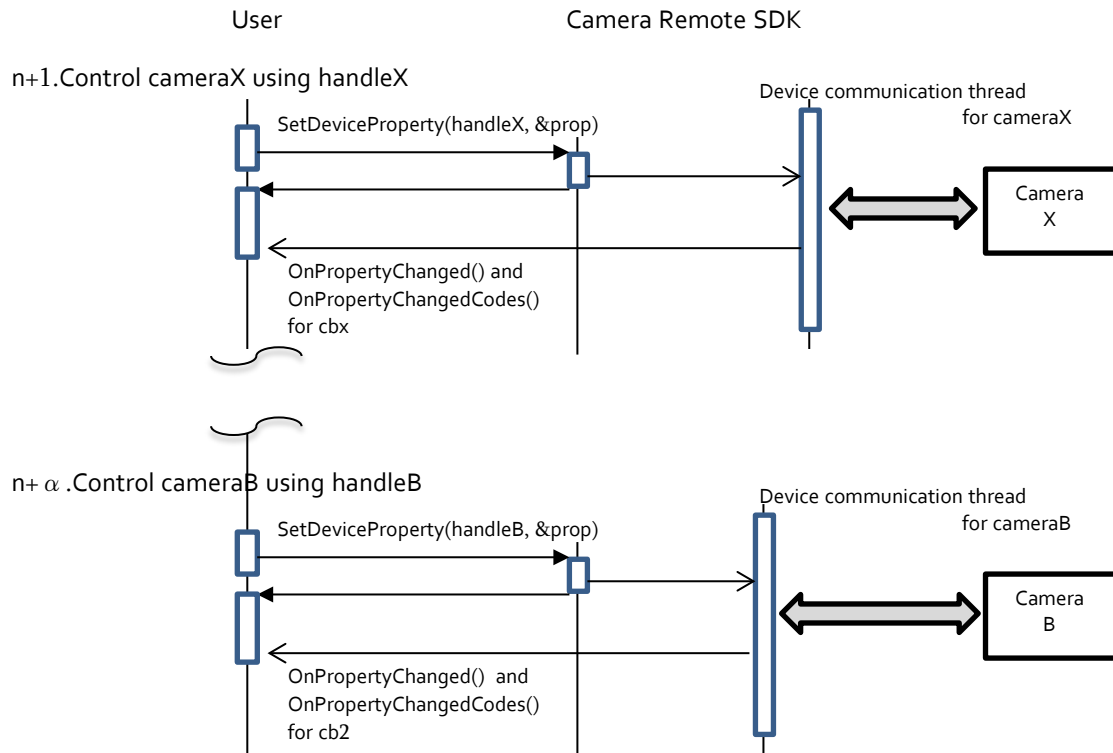 User
Camera Remote SDK
n+1.Control cameraX using handleX
Device communication thread
for cameraX
SetDeviceProperty(handleX, &prop)
Camera
X
OnPropertyChanged() and
OnPropertyChangedCodes()
for cbx
n+ α .Control cameraB using handleB
Device communication thread
for cameraB
SetDeviceProperty(handleB, &prop)
Camera
B
OnPropertyChanged() and
OnPropertyChangedCodes()
for cb2